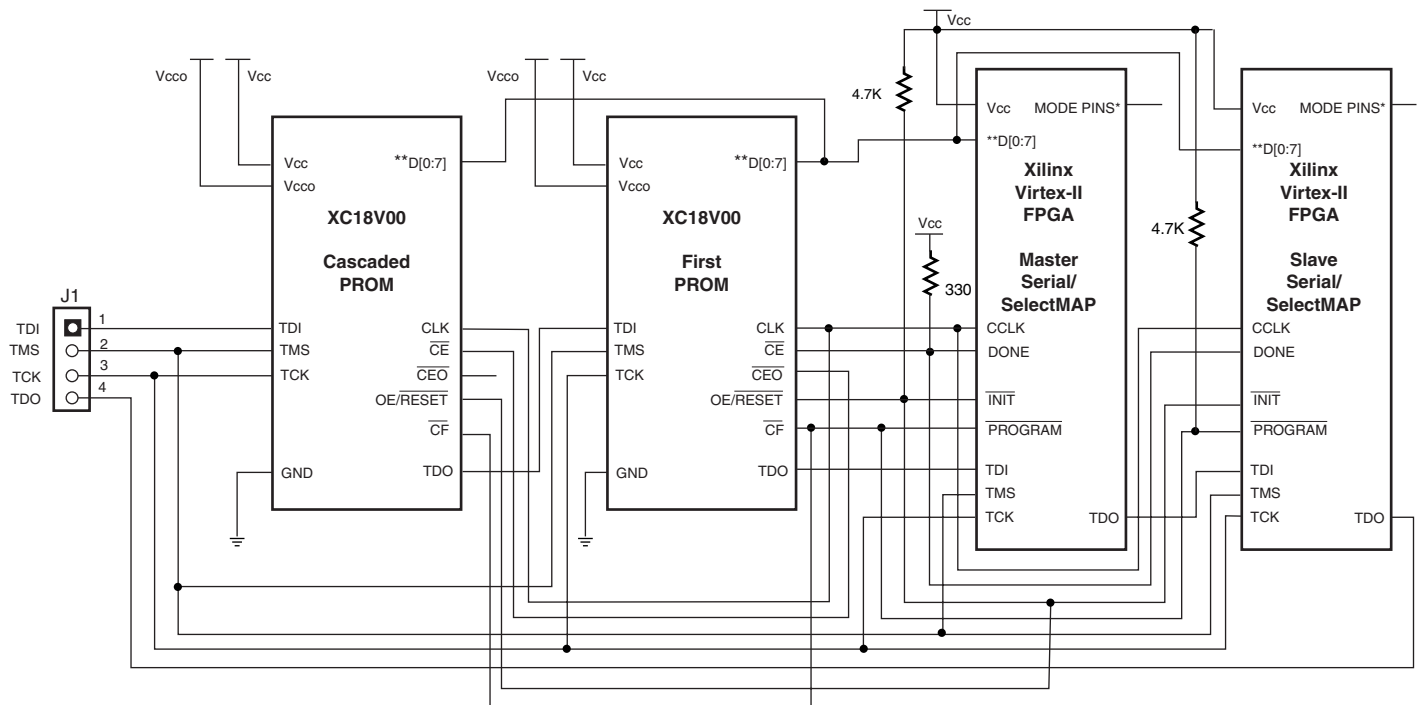 Vcc
Vcco
Vcc
Vcco
Vcc
4.7K
Vcc
MODE PINS*
Vcc
MODE PINS*
**D[0:7]
**D[0:7]
Vcc
**D[0:7]
Vcco
Vcc
**D[0:7]
Vcco
Xilinx
Virtex-II
FPGA
Xilinx
Virtex-II
FPGA
XC18V00
XC18V00
Vcc
4.7K
Cascaded
PROM
First
PROM
Master
Serial/
SelectMAP
Slave
Serial/
SelectMAP
330
J1
TDI
1
TMS
2
TCK
3
TDO
4
TDI
TMS
TCK
GND
CLK
CE
CEO
OE/RESET
CF
TDO
TDI
TMS
TCK
GND
CLK
CE
CEO
OE/RESET
CF
TDO
CCLK
DONE
INIT
PROGRAM
TDI
TMS
TCK
TDO
CCLK
DONE
INIT
PROGRAM
TDI
TMS
TCK
TDO